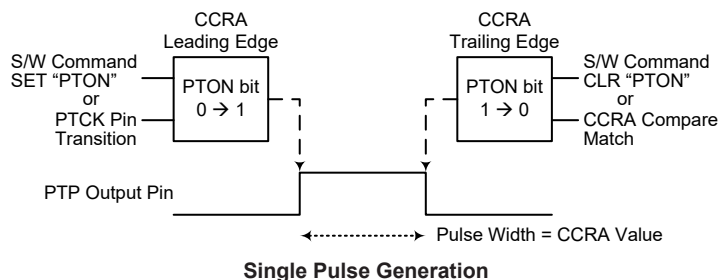 CCRA
Leading Edge
CCRA
Trailing Edge
S/W Command
SET “PTON”
or
PTCK Pin
Transition
PTON bit
0 → 1
PTON bit
1 → 0
S/W Command
CLR “PTON”
or
CCRA Compare
Match
PTP Output Pin
Pulse Width = CCRA Value
Single Pulse Generation